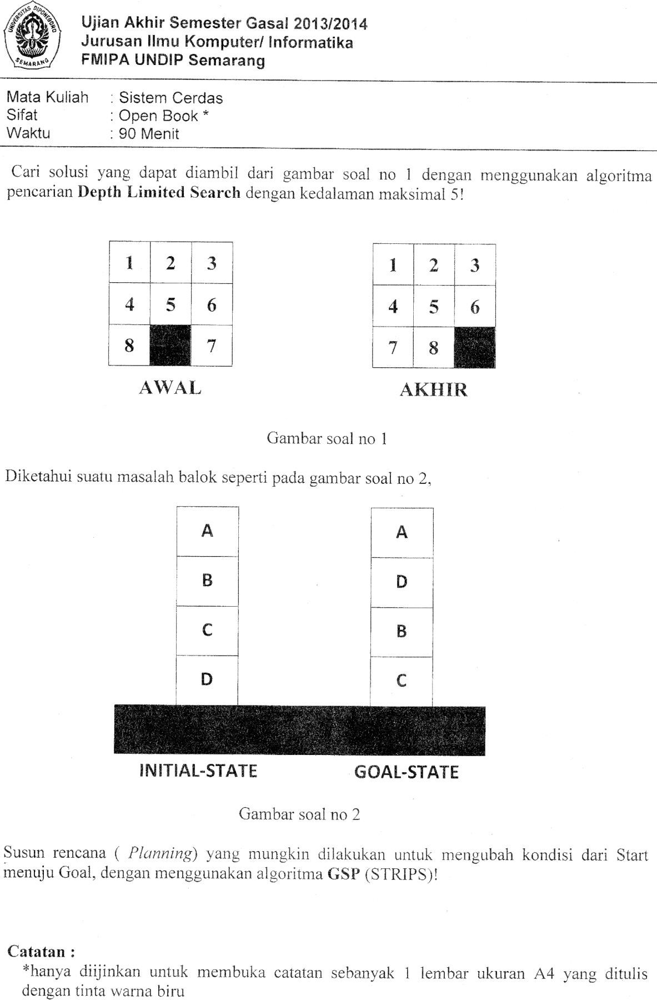 UNIVERSITAS DIPONEGORO
SEMARANG
Ujian Akhir Semester Gasal 2013/2014
Jurusan Ilmu Komputer/ Informatika
FMIPA UNDIP Semarang
Mata Kuliah : Sistem Cerdas
Sifat : Open Book *
Waktu : 90 Menit
Cari solusi yang dapat diambil dari gambar soal no 1 dengan menggunakan algoritma
pencarian Depth Limited Search dengan kedalaman maksimal 5!
1 2 3
4 5 6
8 7
AWAL
1 2 3
4 5 6
7 8
AKHIR
Gambar soal no 1
Diketahui suatu masalah balok seperti pada gambar soal no 2,
A
B
C
D
INITIAL-STATE
A
D
B
C
GOAL-STATE
Gambar soal no 2
Susun rencana ( Planning) yang mungkin dilakukan untuk mengubah kondisi dari Start
menuju Goal, dengan menggunakan algoritma GSP (STRIPS)!
Catatan :
*hanya diijinkan untuk membuka catatan sebanyak 1 lembar ukuran A4 yang ditulis
dengan tinta warna biru